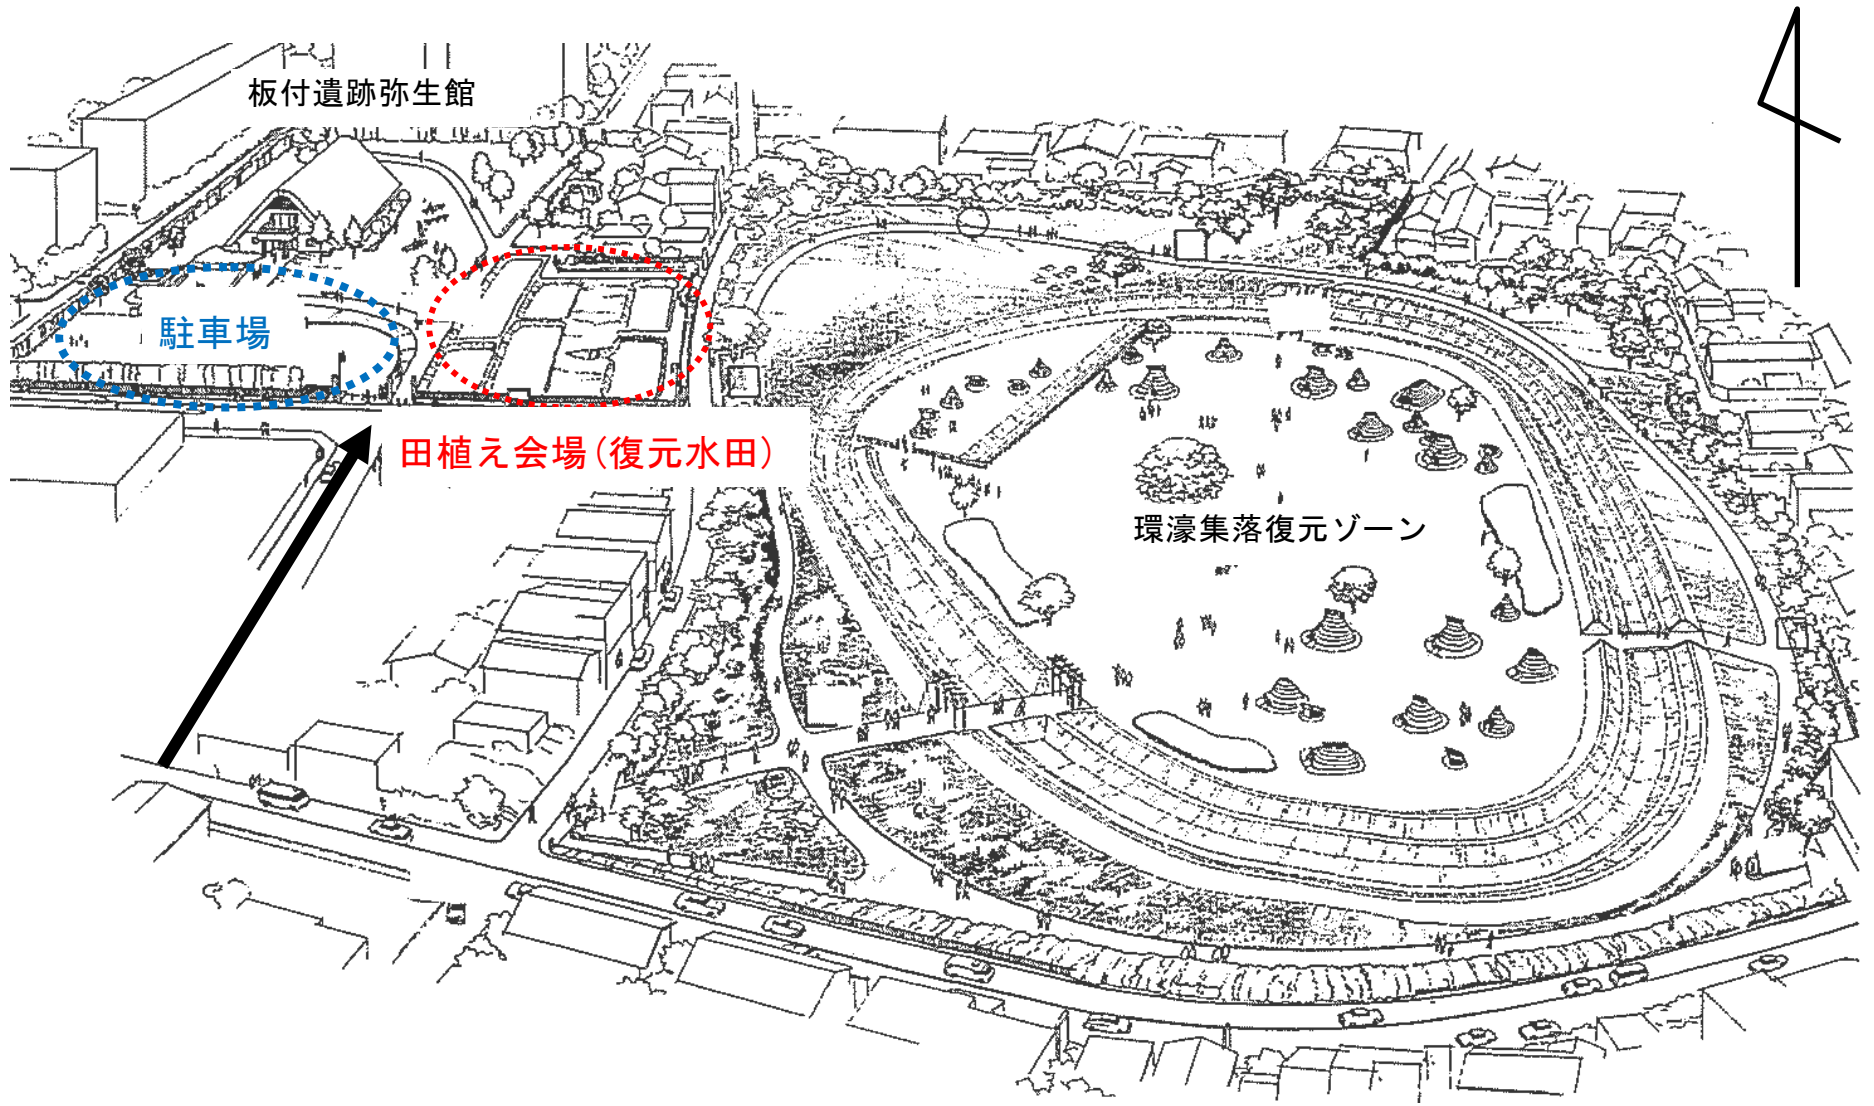 板付遺跡弥生館
駐車場
田植え会場（復元水田）
環濠集落復元ゾーン